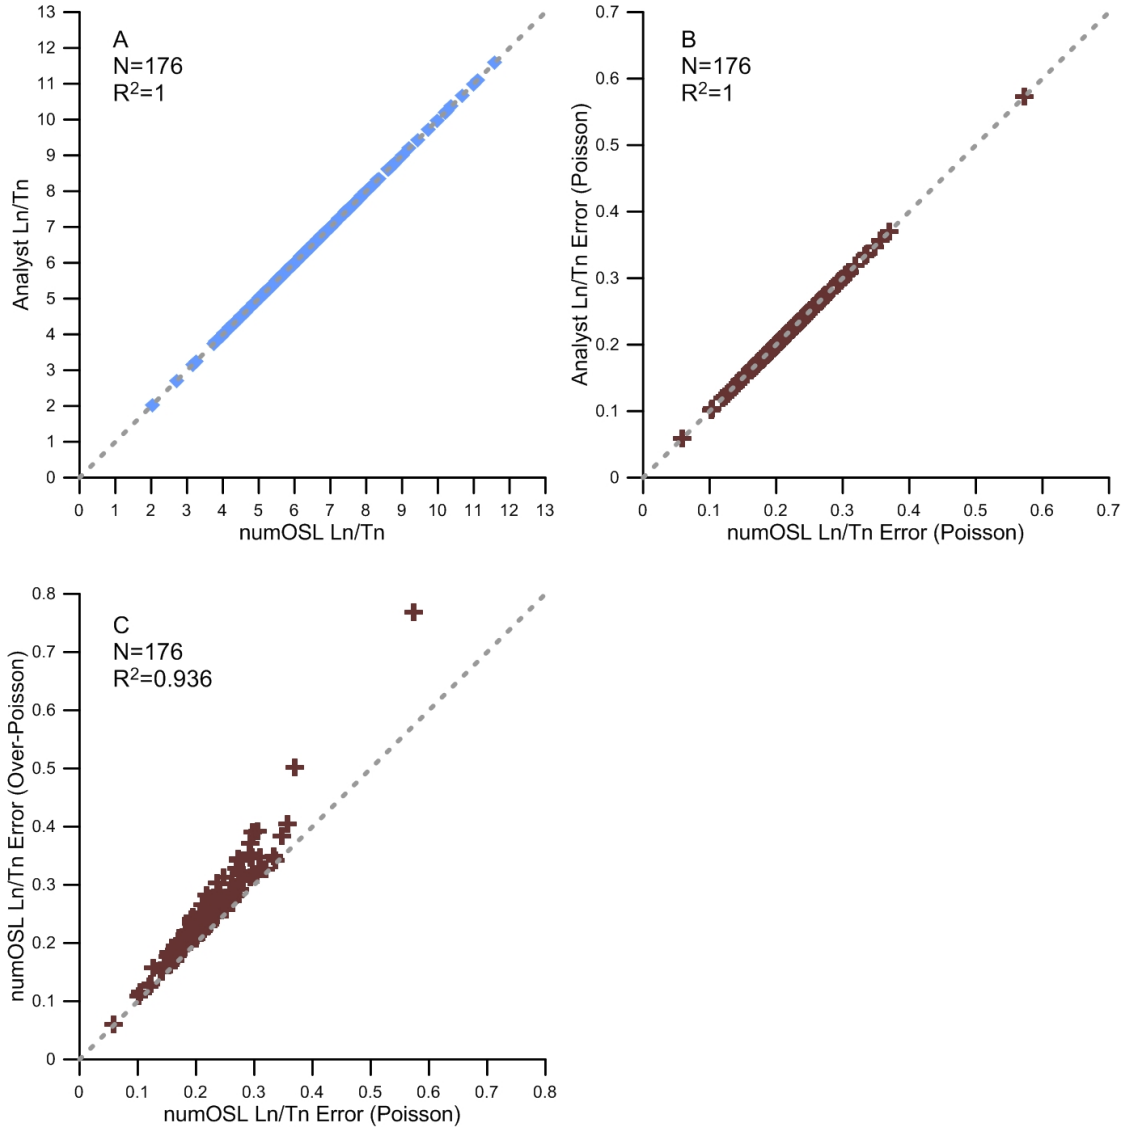 A
N=176
R²=1
13
12
11
10
9
8
7
6
5
4
3
2
1
0
Analyst Ln/Tn
0 1 2 3 4 5 6 7 8 9 10 11 12 13
numOSL Ln/Tn
B
N=176
R²=1
0.7
0.6
0.5
0.4
0.3
0.2
0.1
0
Analyst Ln/Tn Error (Poisson)
0 0.1 0.2 0.3 0.4 0.5 0.6 0.7
numOSL Ln/Tn Error (Poisson)
C
N=176
R²=0.936
0.8
0.7
0.6
0.5
0.4
0.3
0.2
0.1
0
numOSL Ln/Tn Error (Over-Poisson)
0 0.1 0.2 0.3 0.4 0.5 0.6 0.7 0.8
numOSL Ln/Tn Error (Poisson)